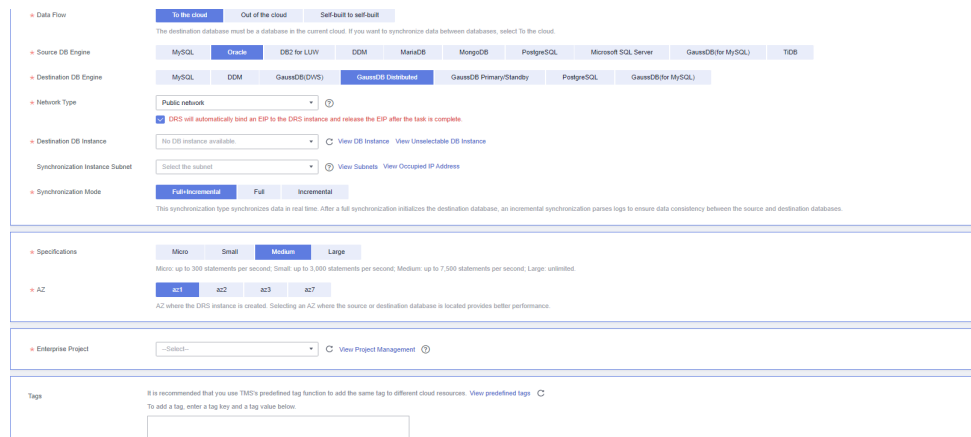 * Data Flow To the cloud Out of the cloud Self-built to self-built
The destination database must be a database in the current cloud. If you want to synchronize data between databases, select To the cloud.
* Source DB Engine MySQL Oracle DB2 for LUW DDM MariaDB MongoDB PostgreSQL Microsoft SQL Server GaussDB(for MySQL) TiDB
* Destination DB Engine MySQL DDM GaussDB(DWS) GaussDB Distributed GaussDB Primary/Standby PostgreSQL GaussDB(for MySQL)
* Network Type Public network
DRS will automatically bind an EIP to the DRS instance and release the EIP after the task is complete.
* Destination DB Instance No DB instance available. View DB Instance View Unselectable DB Instance
Synchronization Instance Subnet Select the subnet View Subnets View Occupied IP Address
* Synchronization Mode Full+Incremental Full Incremental
This synchronization type synchronizes data in real time. After a full synchronization initializes the destination database, an incremental synchronization parses logs to ensure data consistency between the source and destination databases.
* Specifications Micro Small Medium Large
Micro: up to 300 statements per second; Small: up to 3,000 statements per second; Medium: up to 7,500 statements per second; Large: unlimited.
* AZ az1 az2 az3 az7
AZ where the DRS instance is created. Selecting an AZ where the source or destination database is located provides better performance.
* Enterprise Project --Select-- View Project Management
Tags It is recommended that you use TMS's predefined tag function to add the same tag to different cloud resources. View predefined tags
To add a tag, enter a tag key and a tag value below.